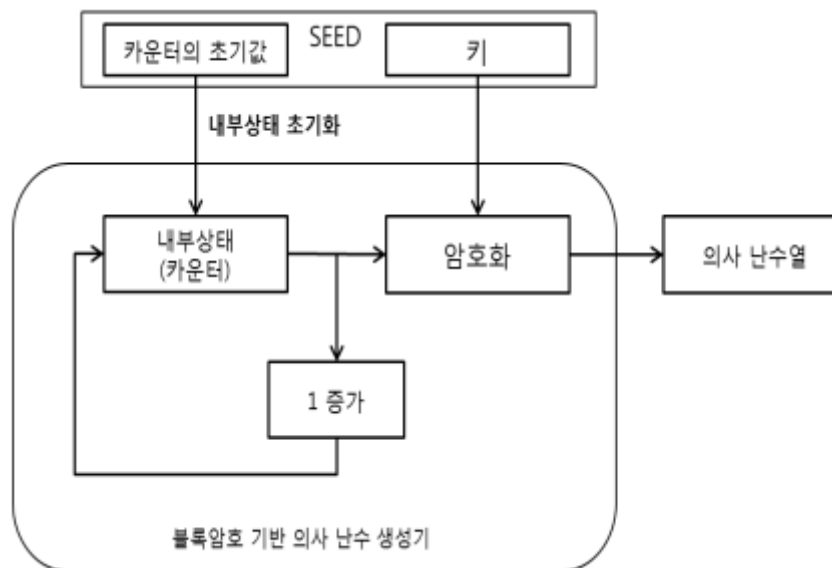 SEED
카운터의 초기값
키
내부상태 초기화
내부상태
(카운터)
암호화
의사 난수열
1 증가
블록암호 기반 의사 난수 생성기